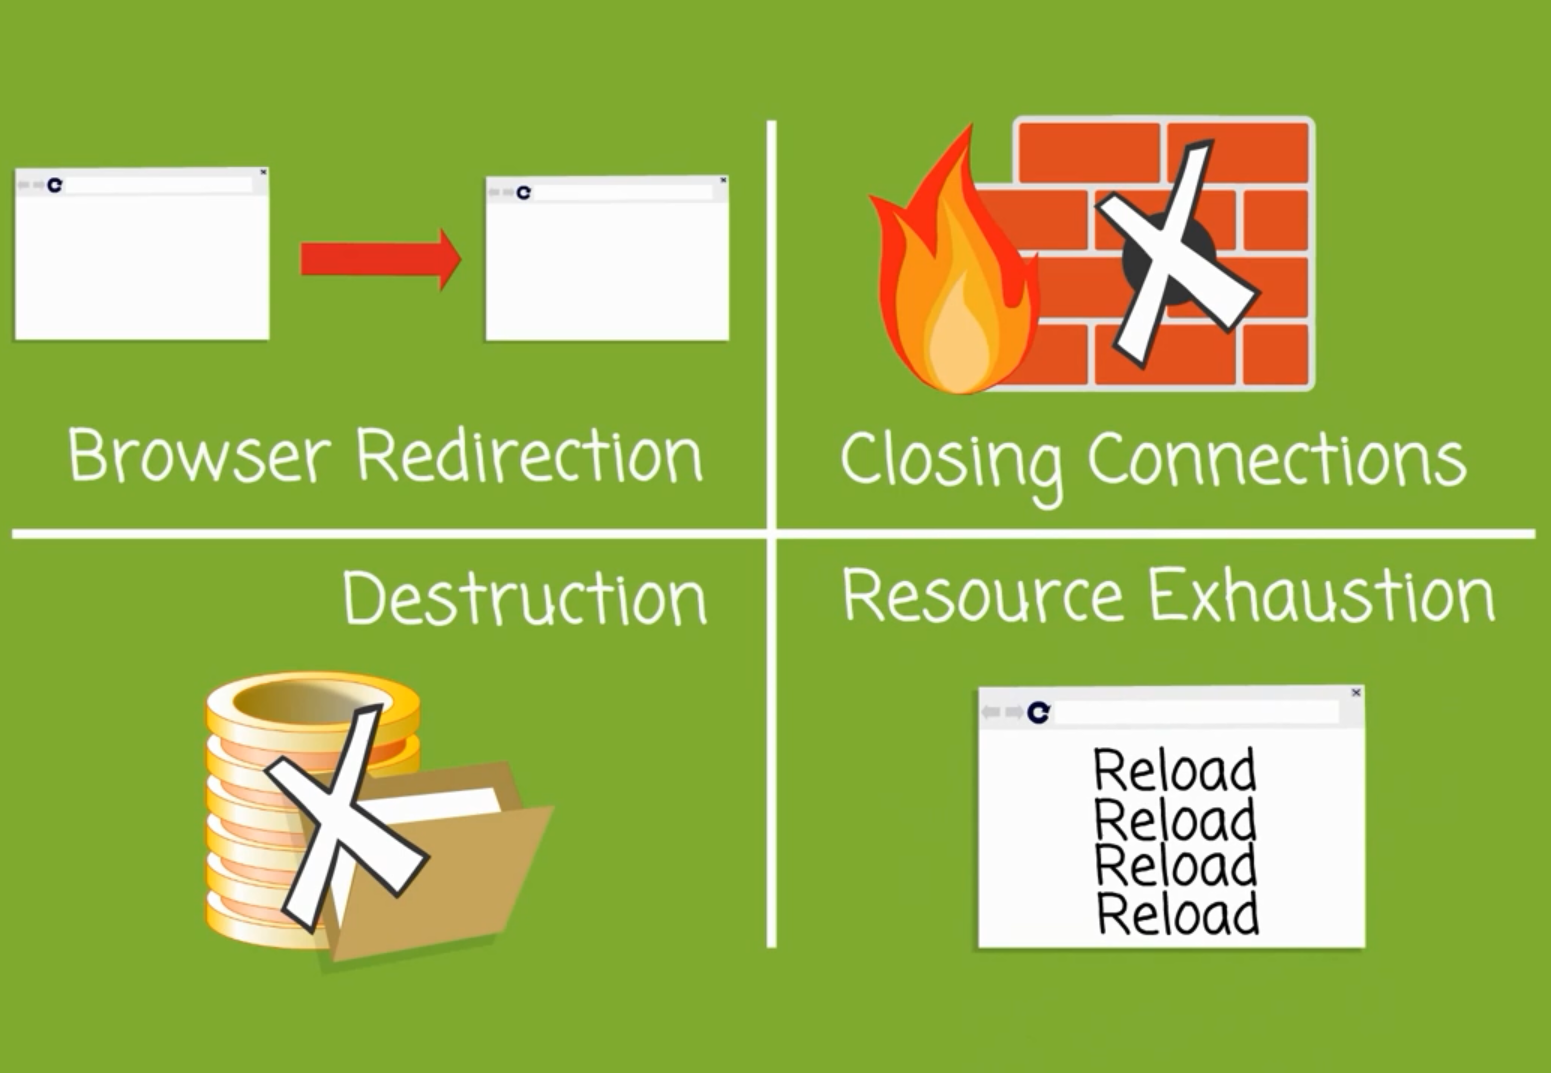 Browser Redirection
Closing Connections
Destruction
Resource Exhaustion
Reload
Reload
Reload
Reload